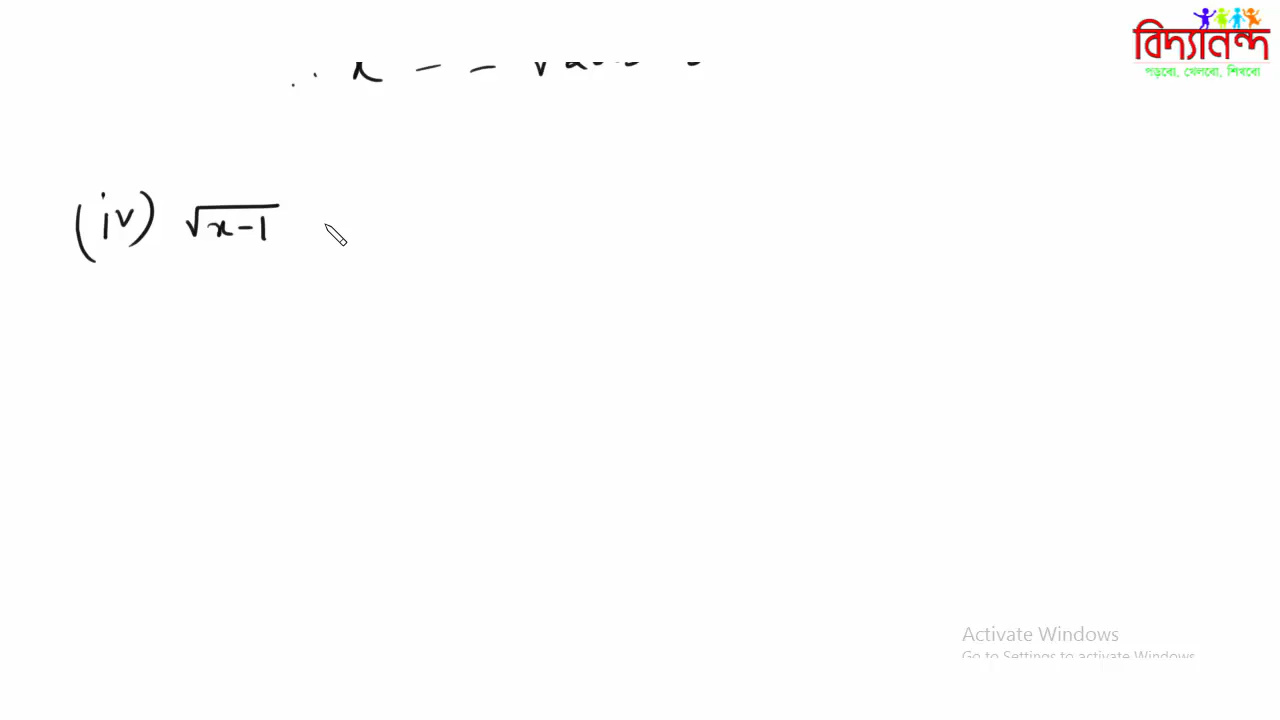 বিদ্যানন্দ
পড়বো, খেলবো, শিখবো
∴ x
(iv) √x-1
Activate Windows
Go to Settings to activate Windows